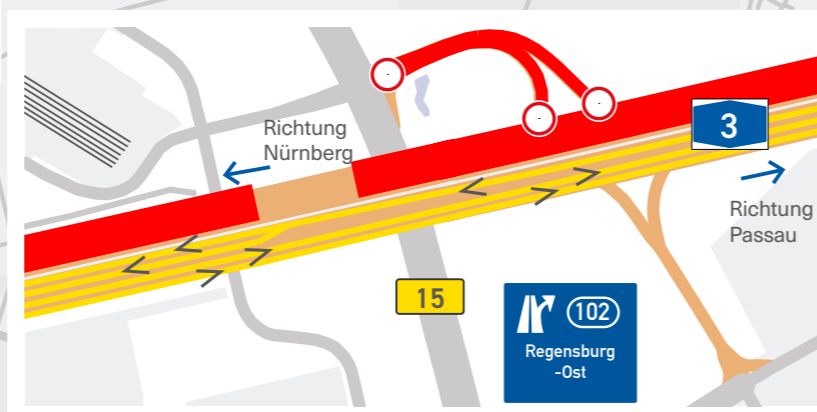 Richtung
Nürnberg
3
Richtung
Passau
15
102
Regensburg
-Ost